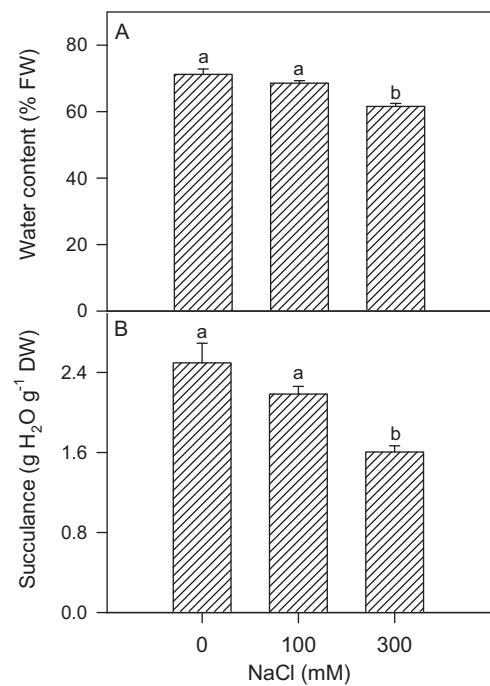 A
80
60
40
20
0
Water content (% FW)
a
a
b
B
2.4
1.6
0.8
0.0
Succulance (g H₂O g⁻¹ DW)
a
a
b
0 100 300
NaCl (mM)